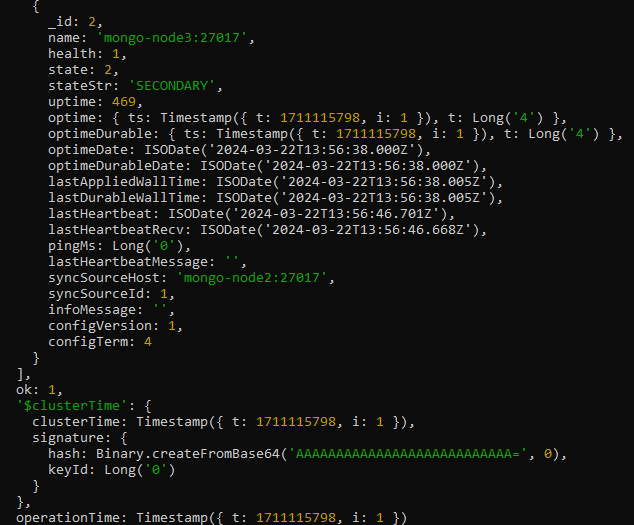 {
_id: 2,
name: 'mongo-node3:27017',
health: 1,
state: 2,
stateStr: 'SECONDARY',
uptime: 469,
optime: { ts: Timestamp({ t: 1711115798, i: 1 }), t: Long('4') },
optimeDurable: { ts: Timestamp({ t: 1711115798, i: 1 }), t: Long('4') },
optimeDate: ISODate('2024-03-22T13:56:38.000Z'),
optimeDurableDate: ISODate('2024-03-22T13:56:38.000Z'),
lastAppliedWallTime: ISODate('2024-03-22T13:56:38.005Z'),
lastDurableWallTime: ISODate('2024-03-22T13:56:38.005Z'),
lastHeartbeat: ISODate('2024-03-22T13:56:46.701Z'),
lastHeartbeatRecv: ISODate('2024-03-22T13:56:46.668Z'),
pingMs: Long('0'),
lastHeartbeatMessage: '',
syncSourceHost: 'mongo-node2:27017',
syncSourceId: 1,
infoMessage: '',
configVersion: 1,
configTerm: 4
}
],
ok: 1,
'$clusterTime': {
clusterTime: Timestamp({ t: 1711115798, i: 1 }),
signature: {
hash: Binary.createFromBase64('AAAAAAAAAAAAAAAAAAAAAAAAAAA=', 0),
keyId: Long('0')
}
},
operationTime: Timestamp({ t: 1711115798, i: 1 })